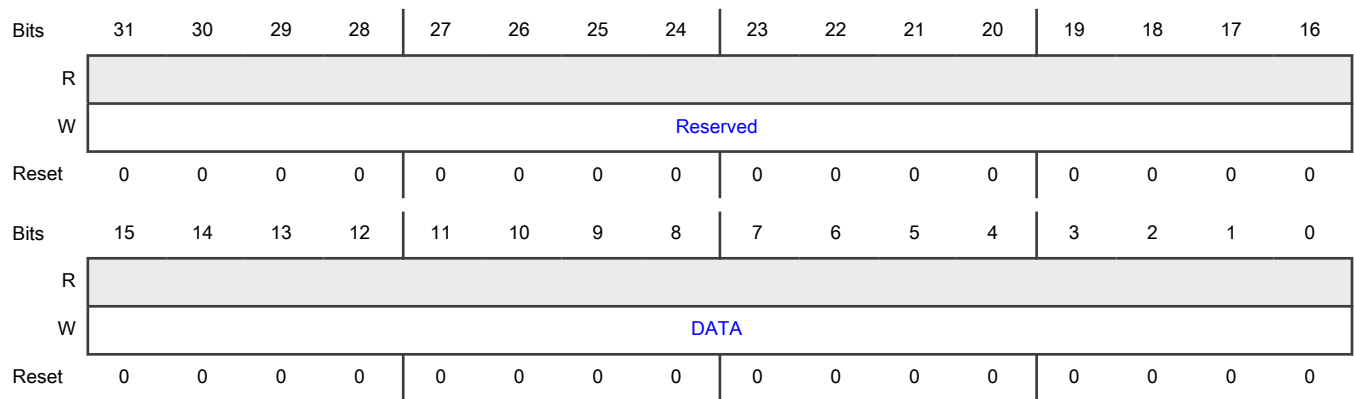 Bits 31 30 29 28 27 26 25 24 23 22 21 20 19 18 17 16
R
W Reserved
Reset 0 0 0 0 0 0 0 0 0 0 0 0 0 0 0 0
Bits 15 14 13 12 11 10 9 8 7 6 5 4 3 2 1 0
R
W DATA
Reset 0 0 0 0 0 0 0 0 0 0 0 0 0 0 0 0